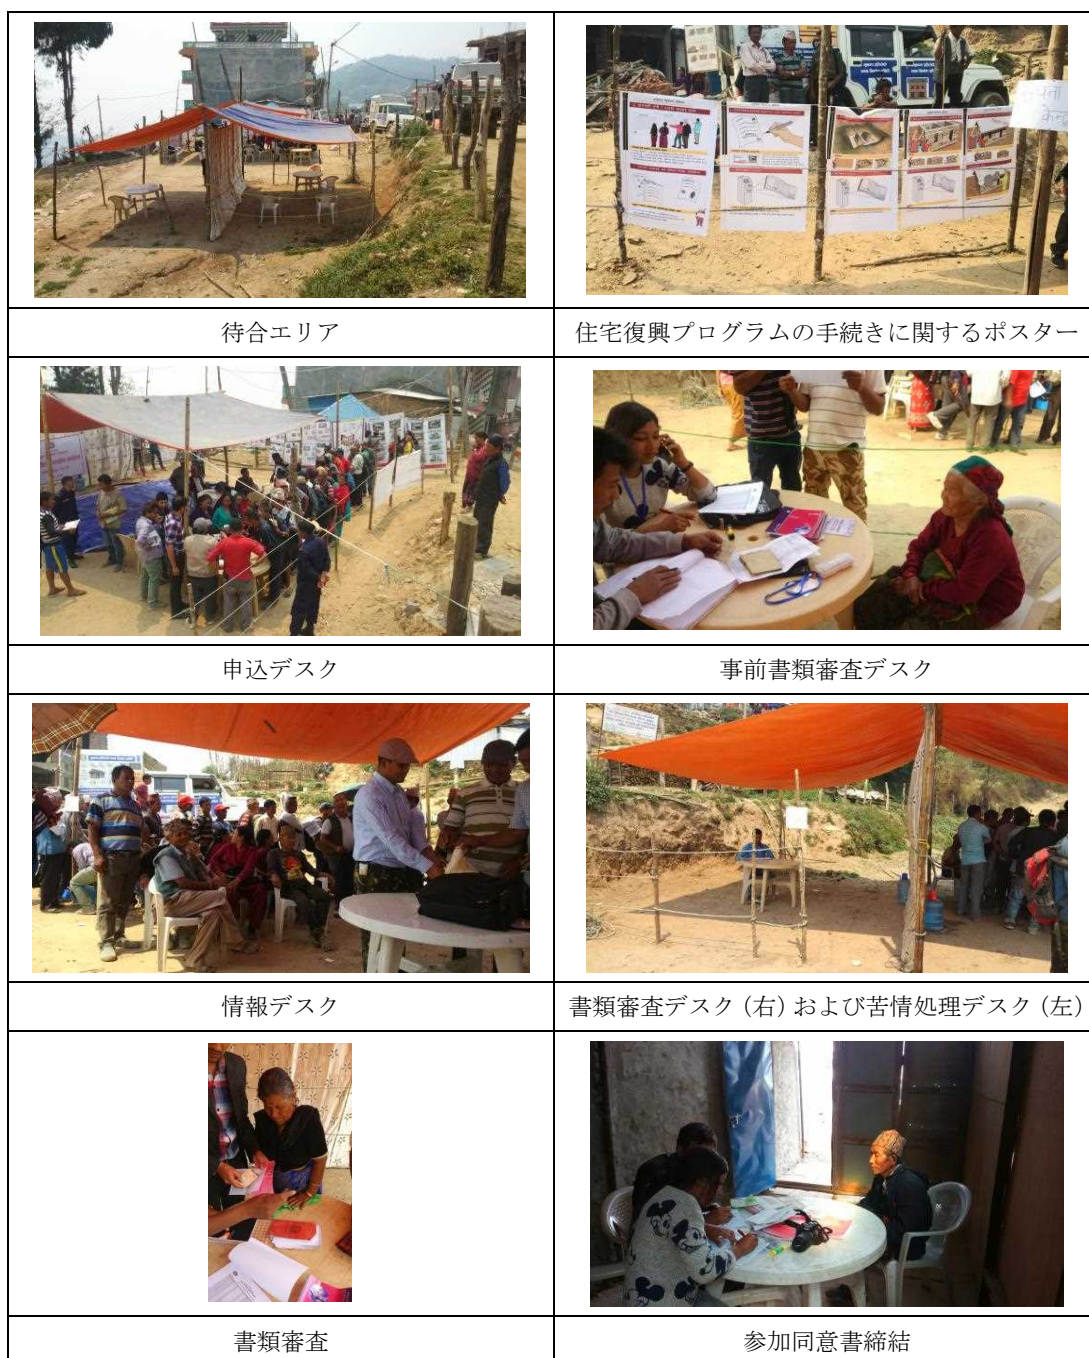 待合エリア
住宅復興プログラムの手続きに関するポスター
申込デスク
事前書類審査デスク
情報デスク
書類審査デスク (右) および苦情処理デスク (左)
書類審査
参加同意書締結